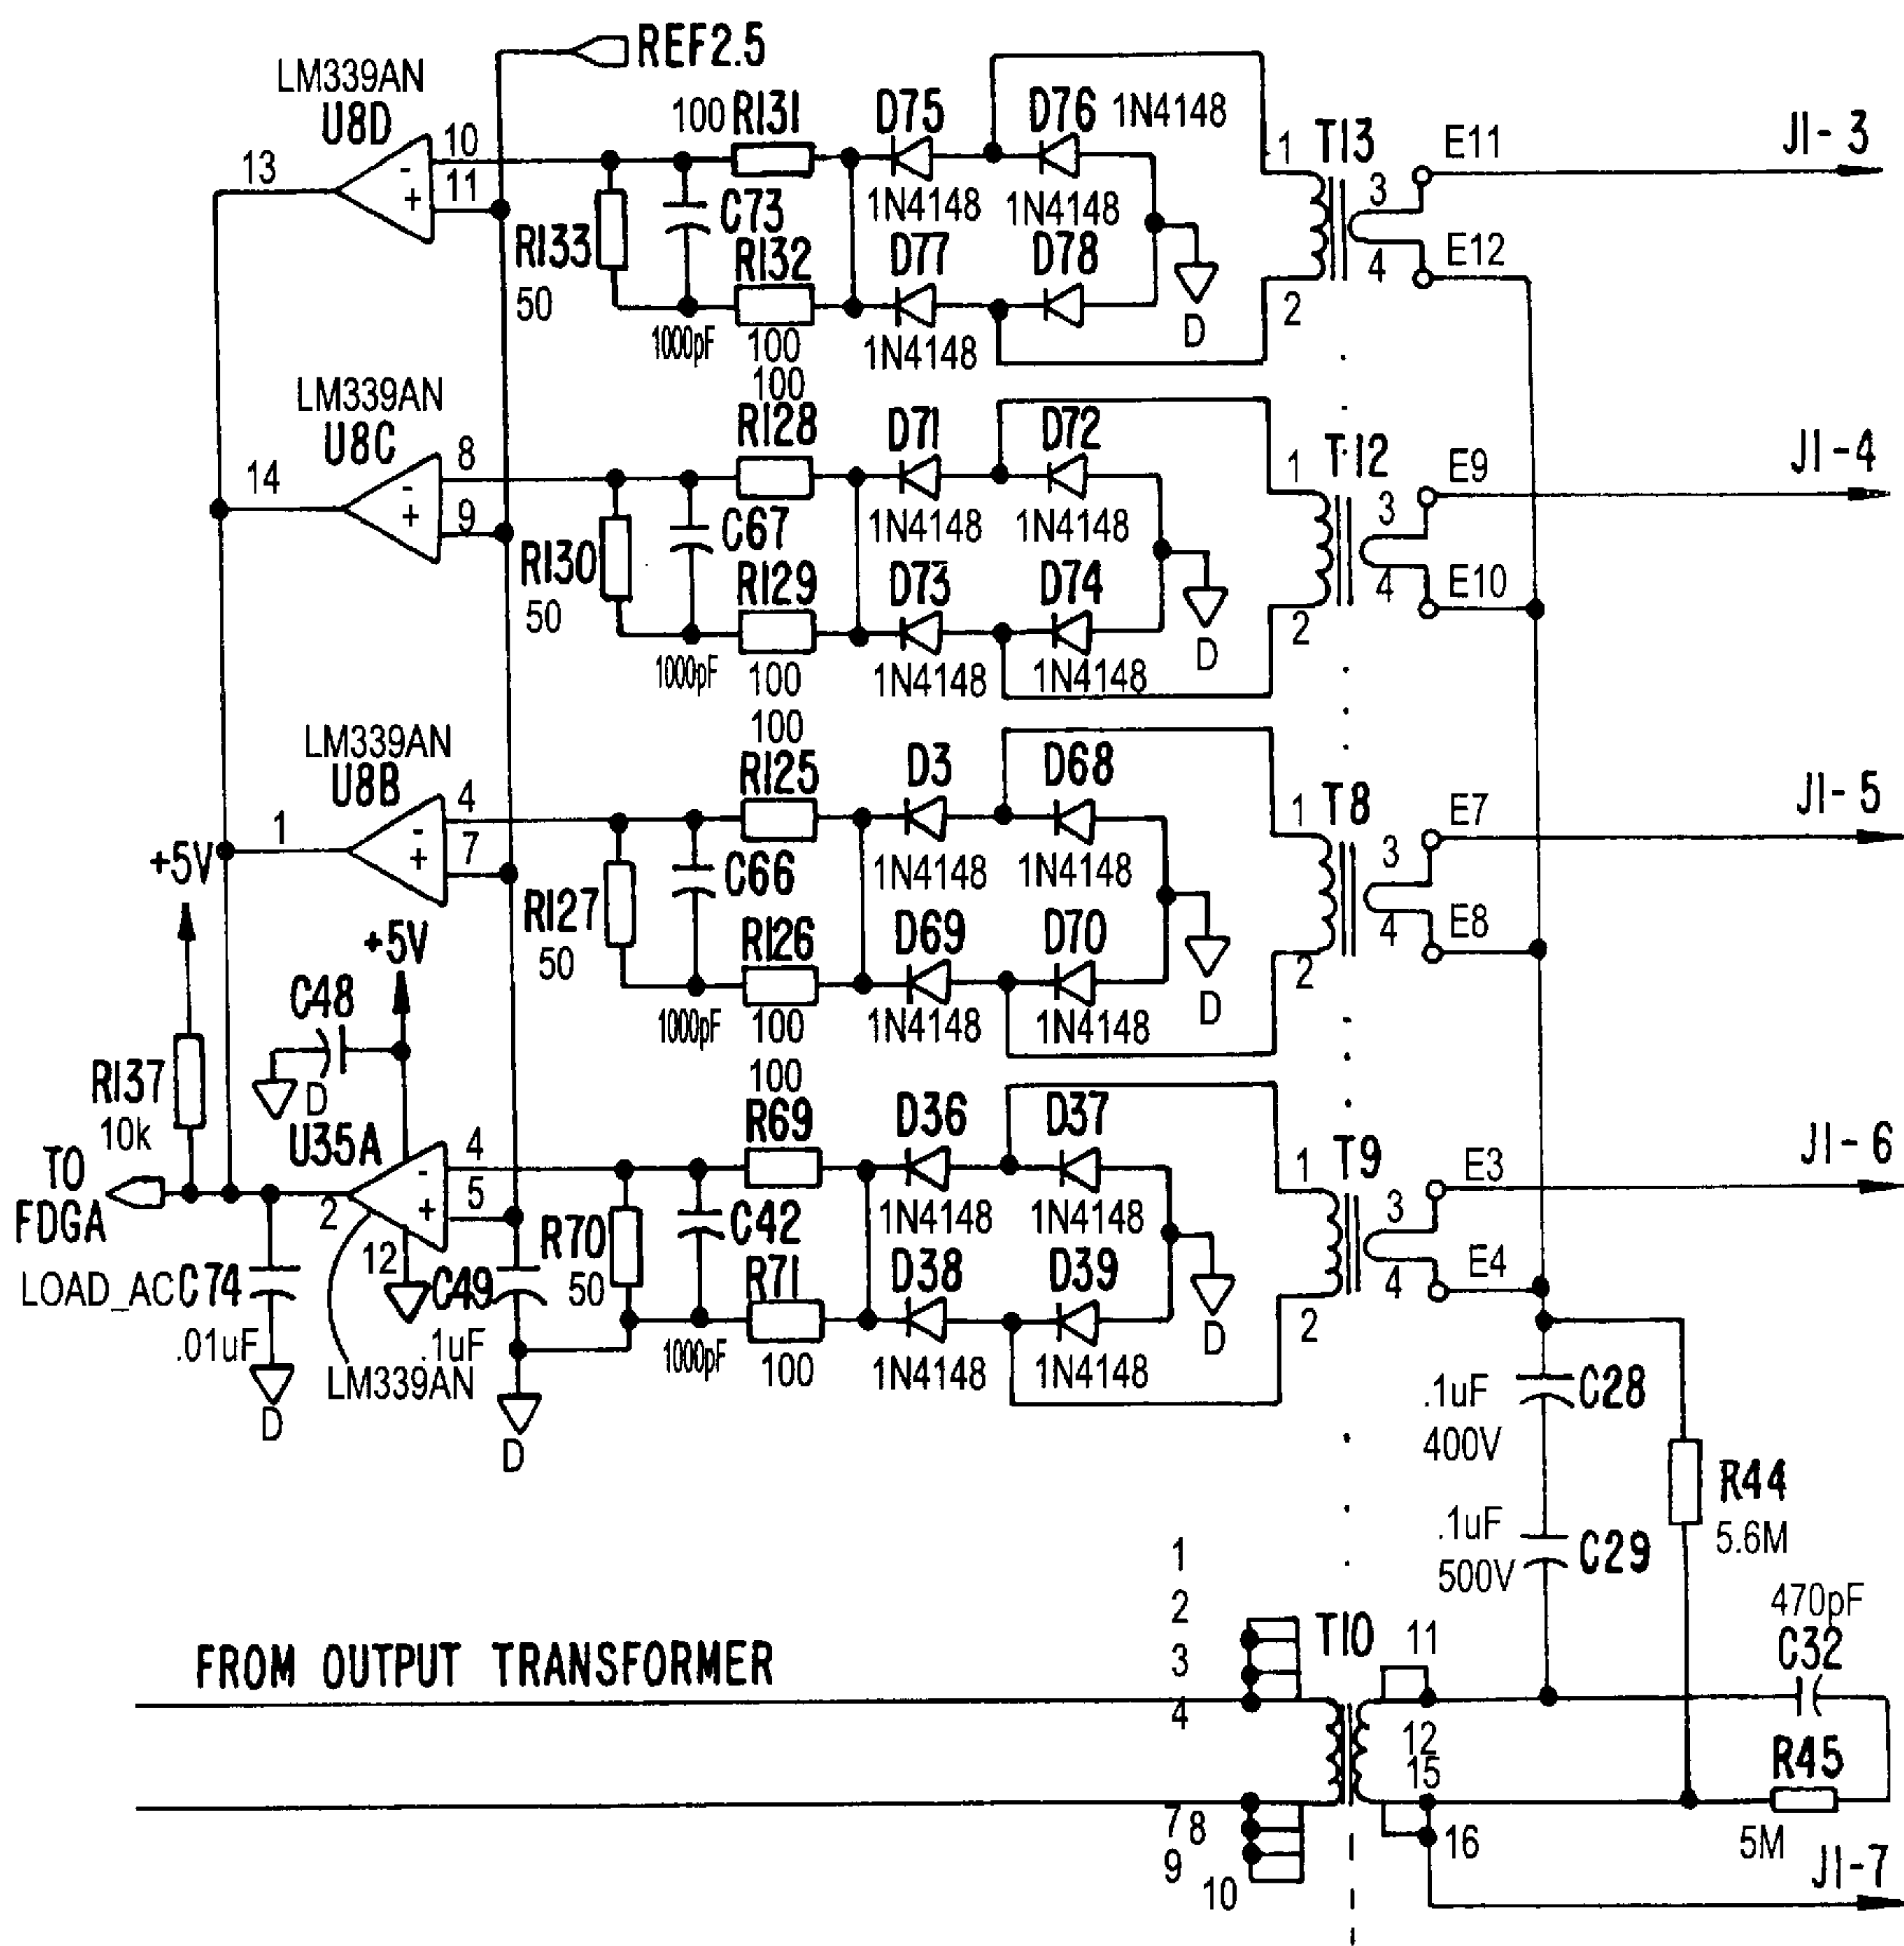 REF2.5
LM339AN
U8D
10
11
13
100 R131
D75
D76 1N4148
1
T13
E11
J1-3
3
4
E12
2
1N4148
1N4148
R133
50
C73
R132
D77
D78
1000pF
100
1N4148
D
100
LM339AN
U8C
8
9
14
R128
D71
D72
1
T12
E9
J1-4
3
4
E10
2
1N4148
1N4148
R130
50
C67
R129
D73
D74
1000pF
100
1N4148
1N4148
D
100
LM339AN
U8B
4
7
1
R125
D3
D68
1
T8
E7
J1-5
3
4
E8
2
+5V
1N4148
1N4148
R127
50
C66
R126
D69
D70
1000pF
100
1N4148
1N4148
D
100
+5V
C48
D
R137
10k
U35A
4
5
2
12
R69
D36
D37
1
T9
E3
J1-6
3
4
E4
2
TO
FDGA
1N4148
1N4148
R70
50
C42
R71
D38
D39
LOAD_AC C74
.01uF
C49
.1uF
1000pF
100
1N4148
1N4148
D
LM339AN
D
D
.1uF
400V
C28
R44
5.6M
.1uF
500V
C29
470pF
C32
FROM OUTPUT TRANSFORMER
1
2
3
4
T10
11
12
15
R45
5M
7
8
9
10
16
J1-7